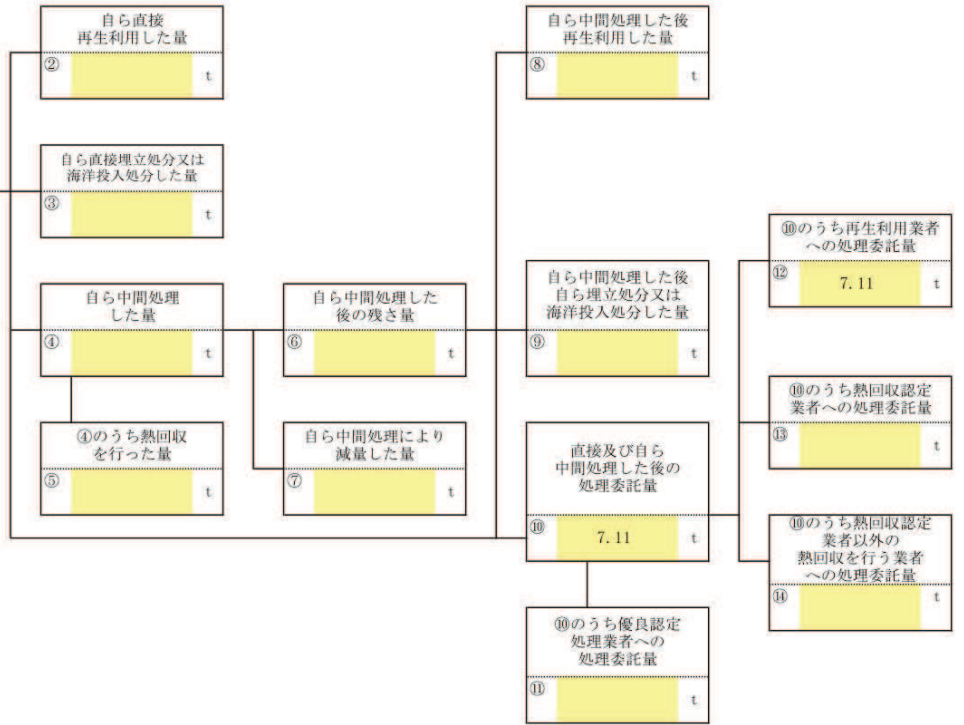 自ら直接
再生利用した量
②
t
自ら中間処理した後
再生利用した量
⑧
t
自ら直接埋立処分又は
海洋投入処分した量
③
t
⑩のうち再生利用業者
への処理委託量
⑫
7.11
t
自ら中間処理
した量
④
t
自ら中間処理した
後の残さ量
⑥
t
自ら中間処理した後
自ら埋立処分又は
海洋投入処分した量
⑨
t
⑩のうち熱回収認定
業者への処理委託量
⑬
t
④のうち熱回収
を行った量
⑤
t
自ら中間処理により
減量した量
⑦
t
直接及び自ら
中間処理した後の
処理委託量
⑩
7.11
t
⑩のうち熱回収認定
業者以外の
熱回収を行う業者
への処理委託量
⑭
t
⑩のうち優良認定
処理業者への
処理委託量
⑪
t